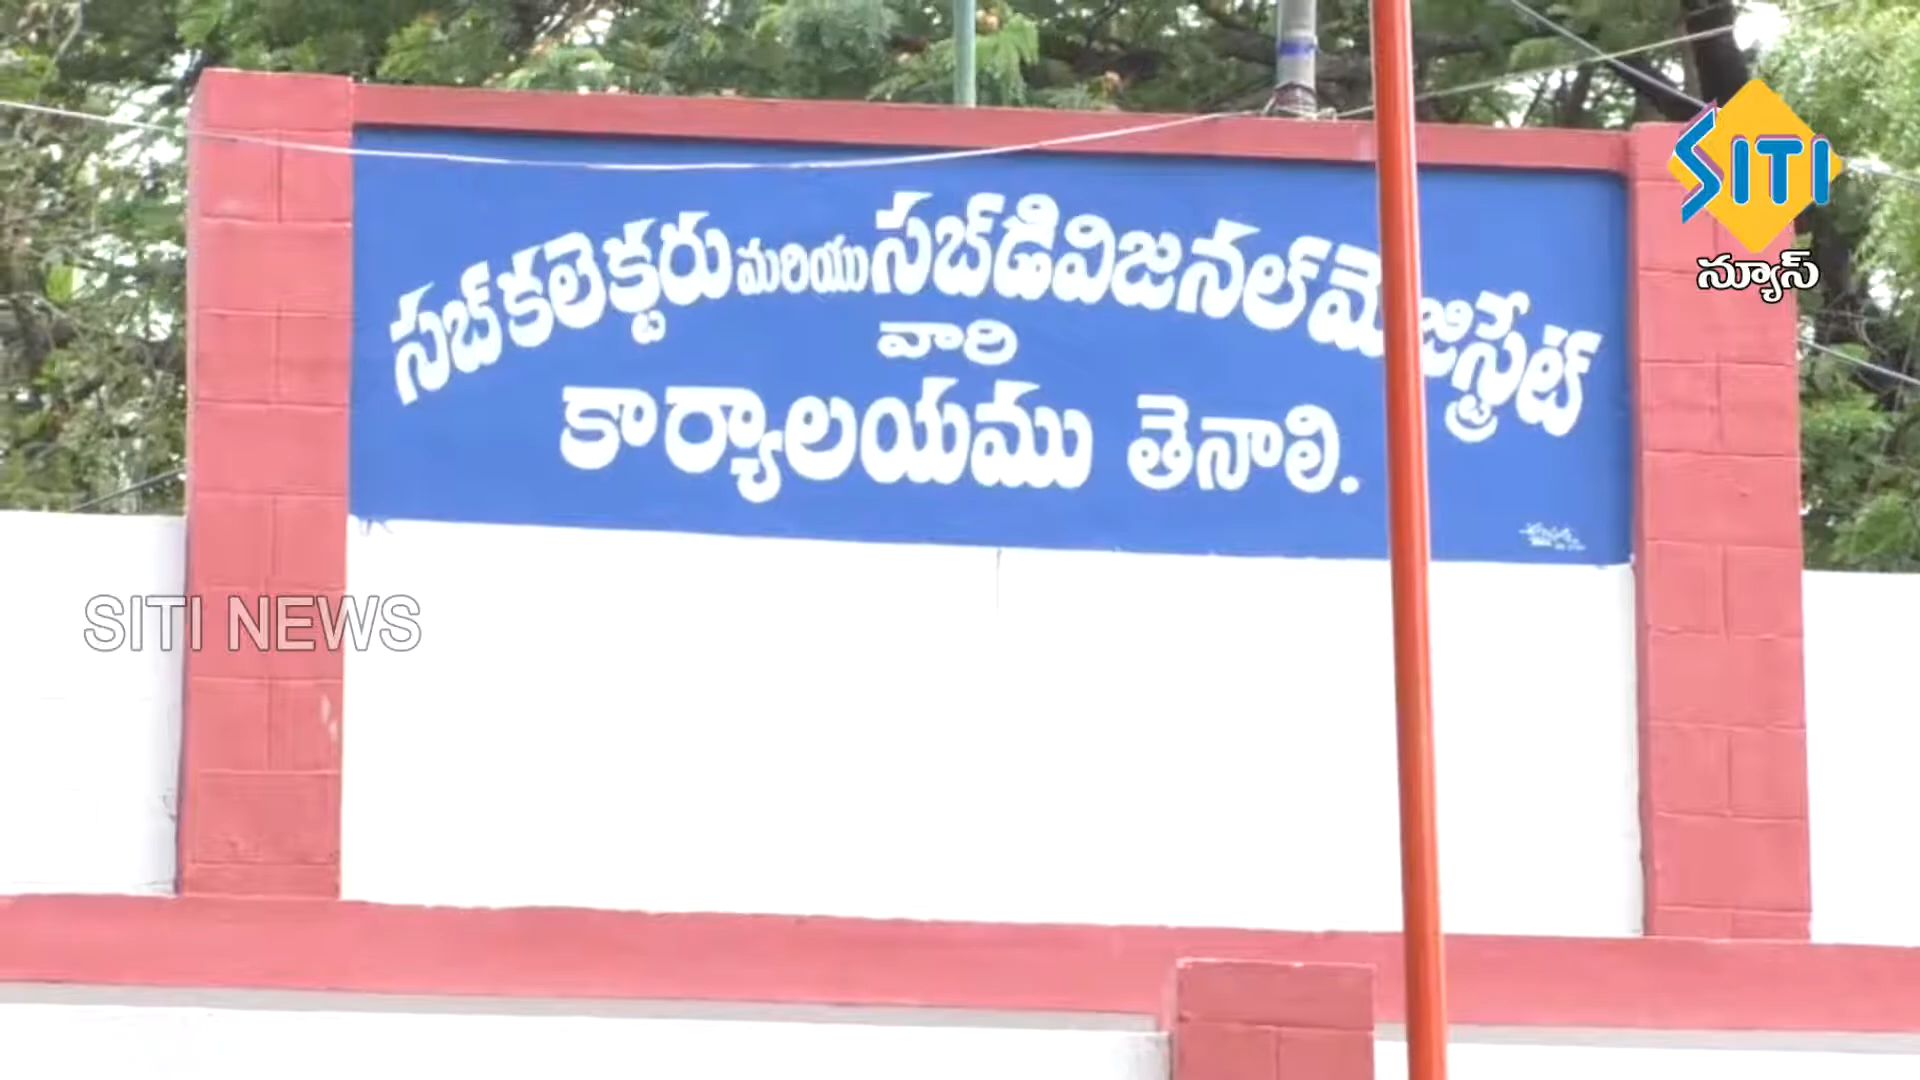 సబ్ కలెక్టరు మరియు సబ్ డివిజనల్ మెజిస్ట్రేట్
వారి
కార్యాలయము తెనాలి.
SITI
న్యూస్
SITI NEWS